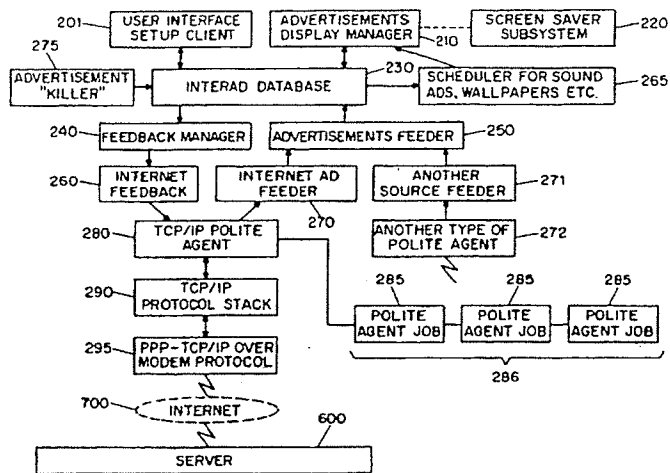 201
USER INTERFACE
SETUP CLIENT
ADVERTISEMENTS
DISPLAY MANAGER
210
SCREEN SAVER
SUBSYSTEM
220
275
ADVERTISEMENT
"KILLER"
INTERAD DATABASE
230
SCHEDULER FOR SOUND
ADS, WALLPAPERS ETC.
265
240
FEEDBACK MANAGER
ADVERTISEMENTS FEEDER
250
260
INTERNET
FEEDBACK
INTERNET AD
FEEDER
270
ANOTHER
SOURCE FEEDER
271
280
TCP/IP POLITE
AGENT
ANOTHER TYPE OF
POLITE AGENT
272
290
TCP/IP
PROTOCOL STACK
285
285
285
POLITE
AGENT JOB
POLITE
AGENT JOB
POLITE
AGENT JOB
286
295
PPP-TCP/IP OVER
MODEM PROTOCOL
700
INTERNET
600
SERVER